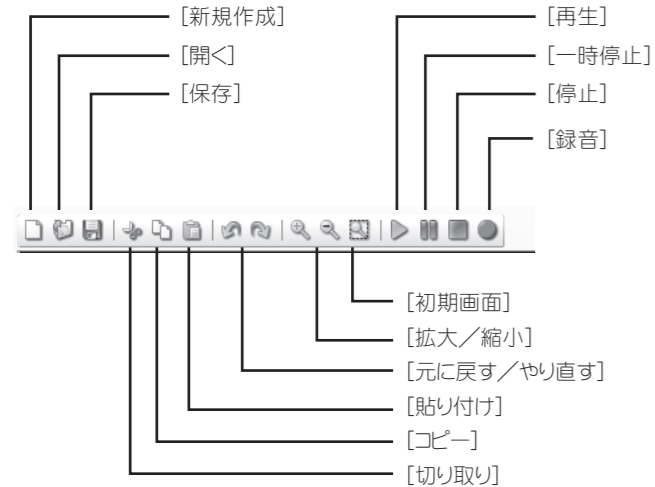 [新規作成]
[開く]
[保存]
[再生]
[一時停止]
[停止]
[録音]
[初期画面]
[拡大／縮小]
[元に戻す／やり直す]
[貼り付け]
[コピー]
[切り取り]